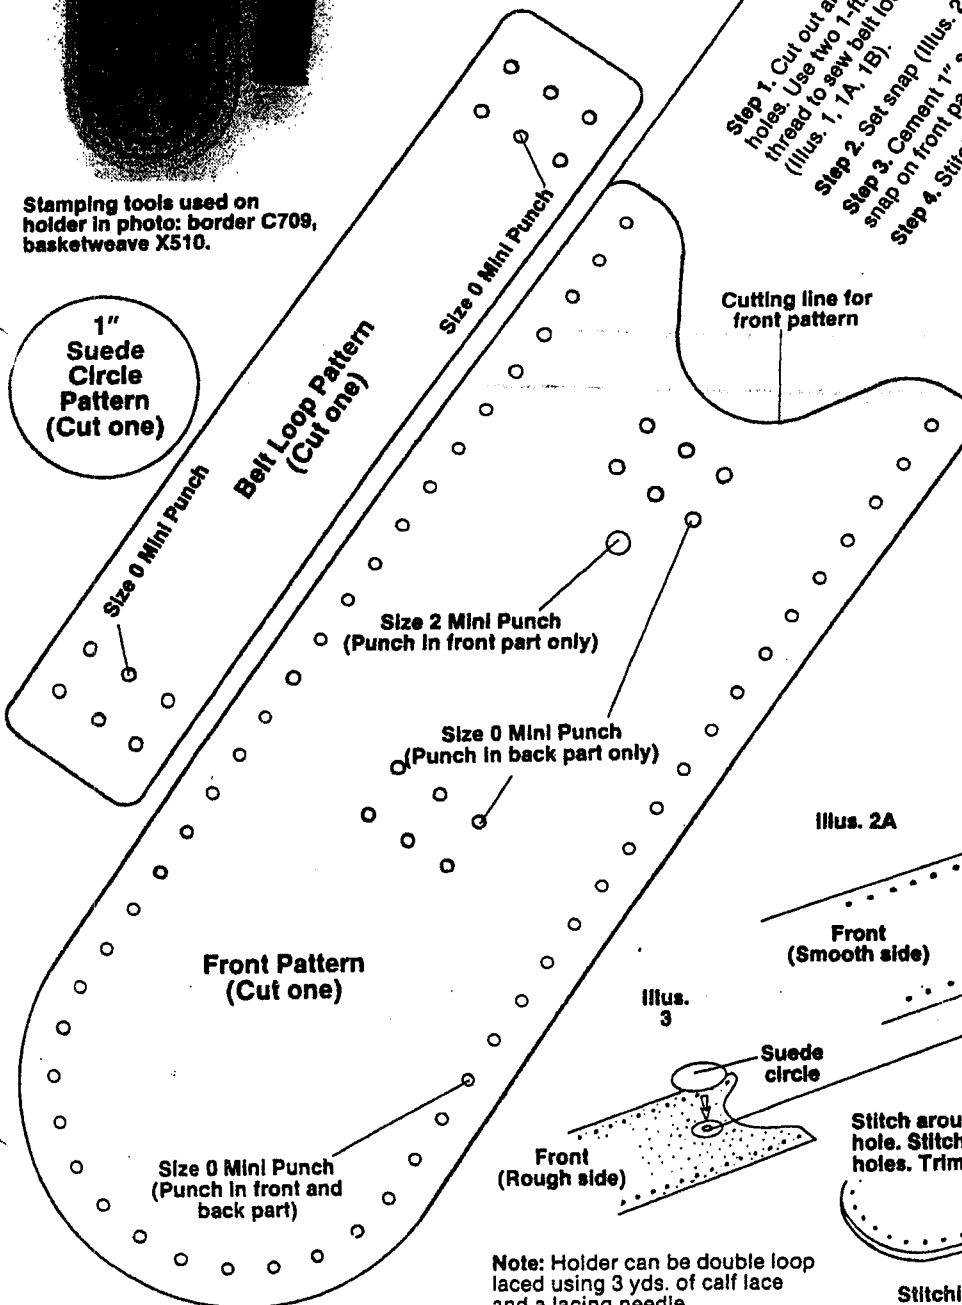 Stamping tools used on
holder in photo: border C709,
basketweave X510.
1"
Suede
Circle
Pattern
(Cut one)
Size 0 Mini Punch
Belt Loop Pattern
(Cut one)
Size 0 Mini Punch
Step 1. Cut out
holes. Use two
thread to sew belt
(Illus. 1, 1A, 1B).
Step 2. Set snap (Illus.
Step 3. Cement 1"
snap on front
Step 4.
Cutting line for
front pattern
Size 2 Mini Punch
(Punch in front part only)
Size 0 Mini Punch
(Punch in back part only)
Front Pattern
(Cut one)
Size 0 Mini Punch
(Punch in front and
back part)
Illus. 2A
Front
(Smooth side)
Illus.
3
Suede
circle
Front
(Rough side)
Stitch
hole. Stitch
holes. Trim
Note: Holder can be double loop
laced using 3 yds. of calf lace
and a lacing needle